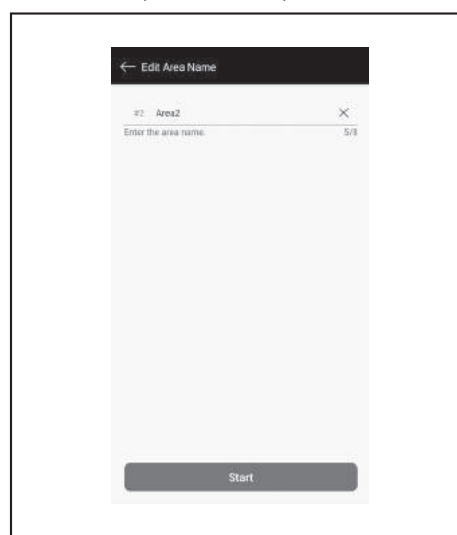 ← Edit Area Name
#2 Area2 ×
Enter the area name. 5/8
Start